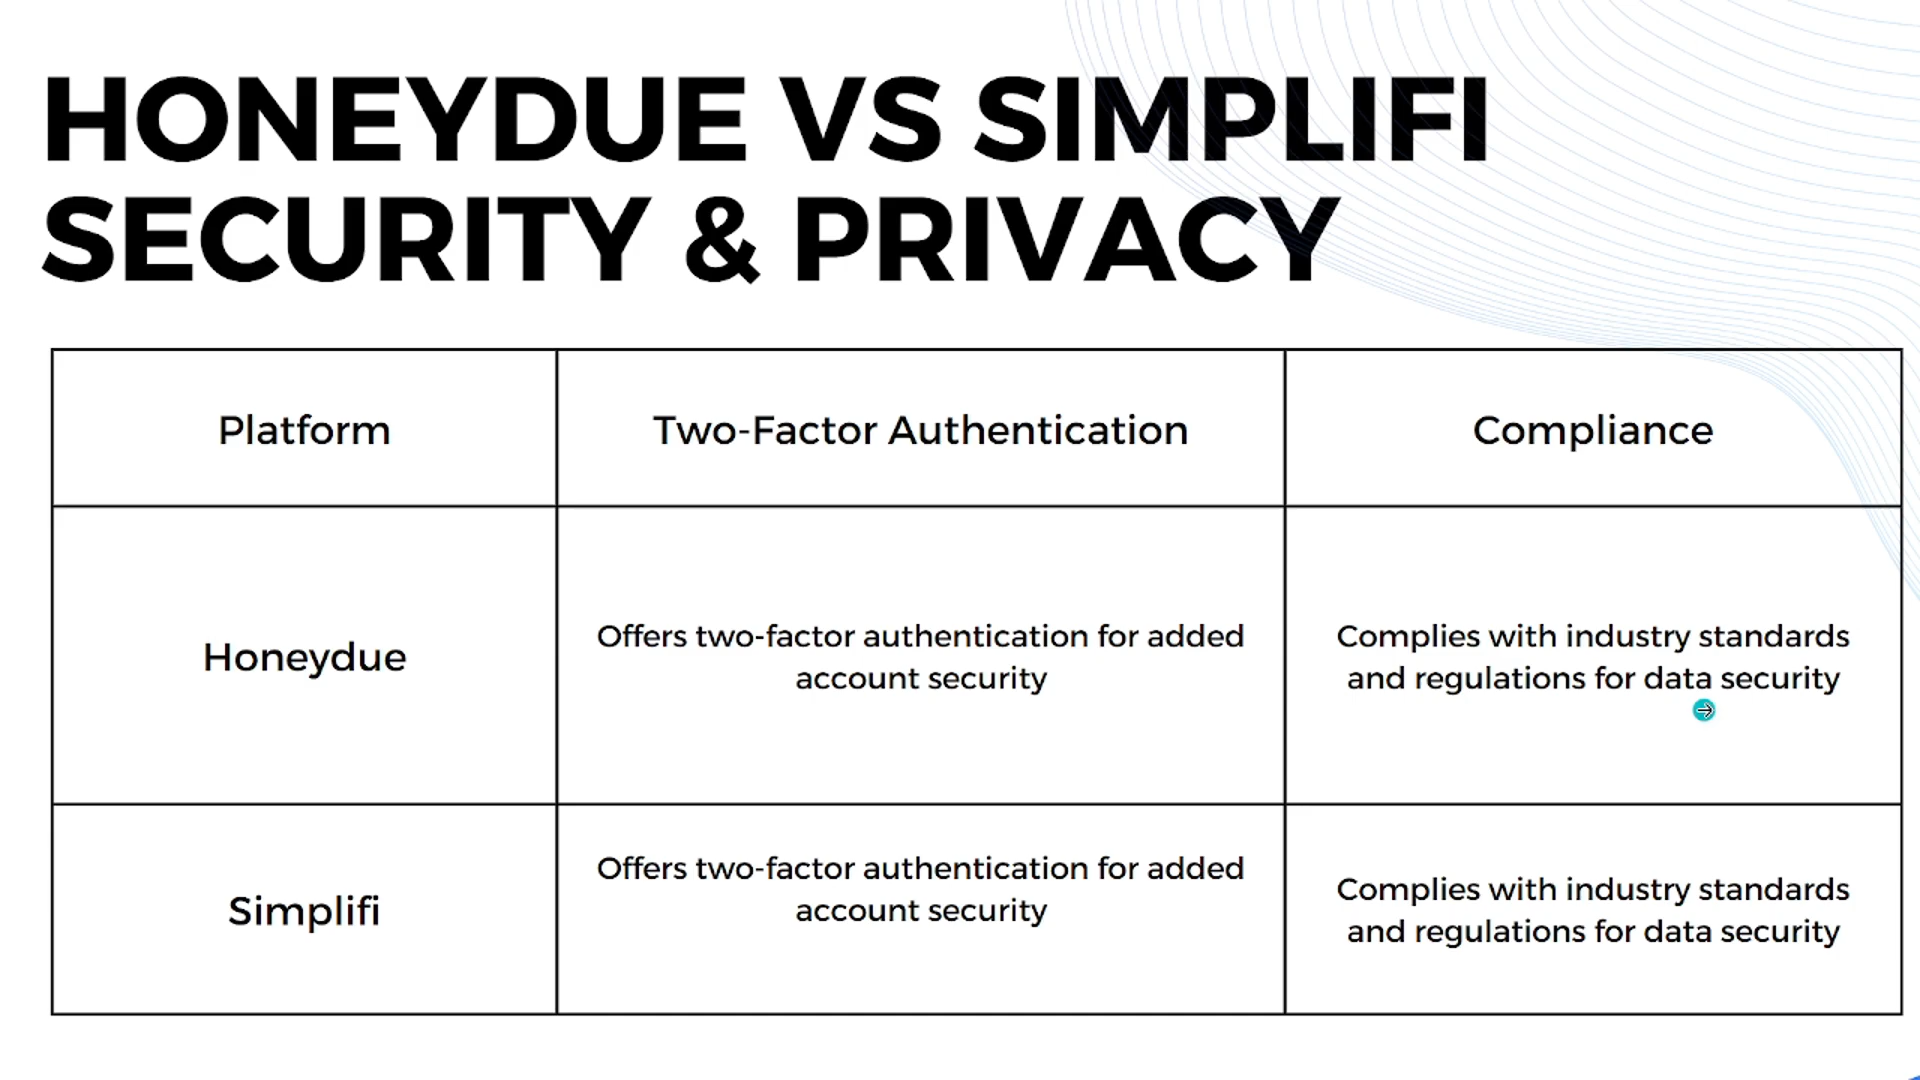 HONEYDUE VS SIMPLIFI
SECURITY & PRIVACY
Platform
Two-Factor Authentication
Compliance
Honeydue
Offers two-factor authentication for added
account security
Complies with industry standards
and regulations for data security
Simplifi
Offers two-factor authentication for added
account security
Complies with industry standards
and regulations for data security